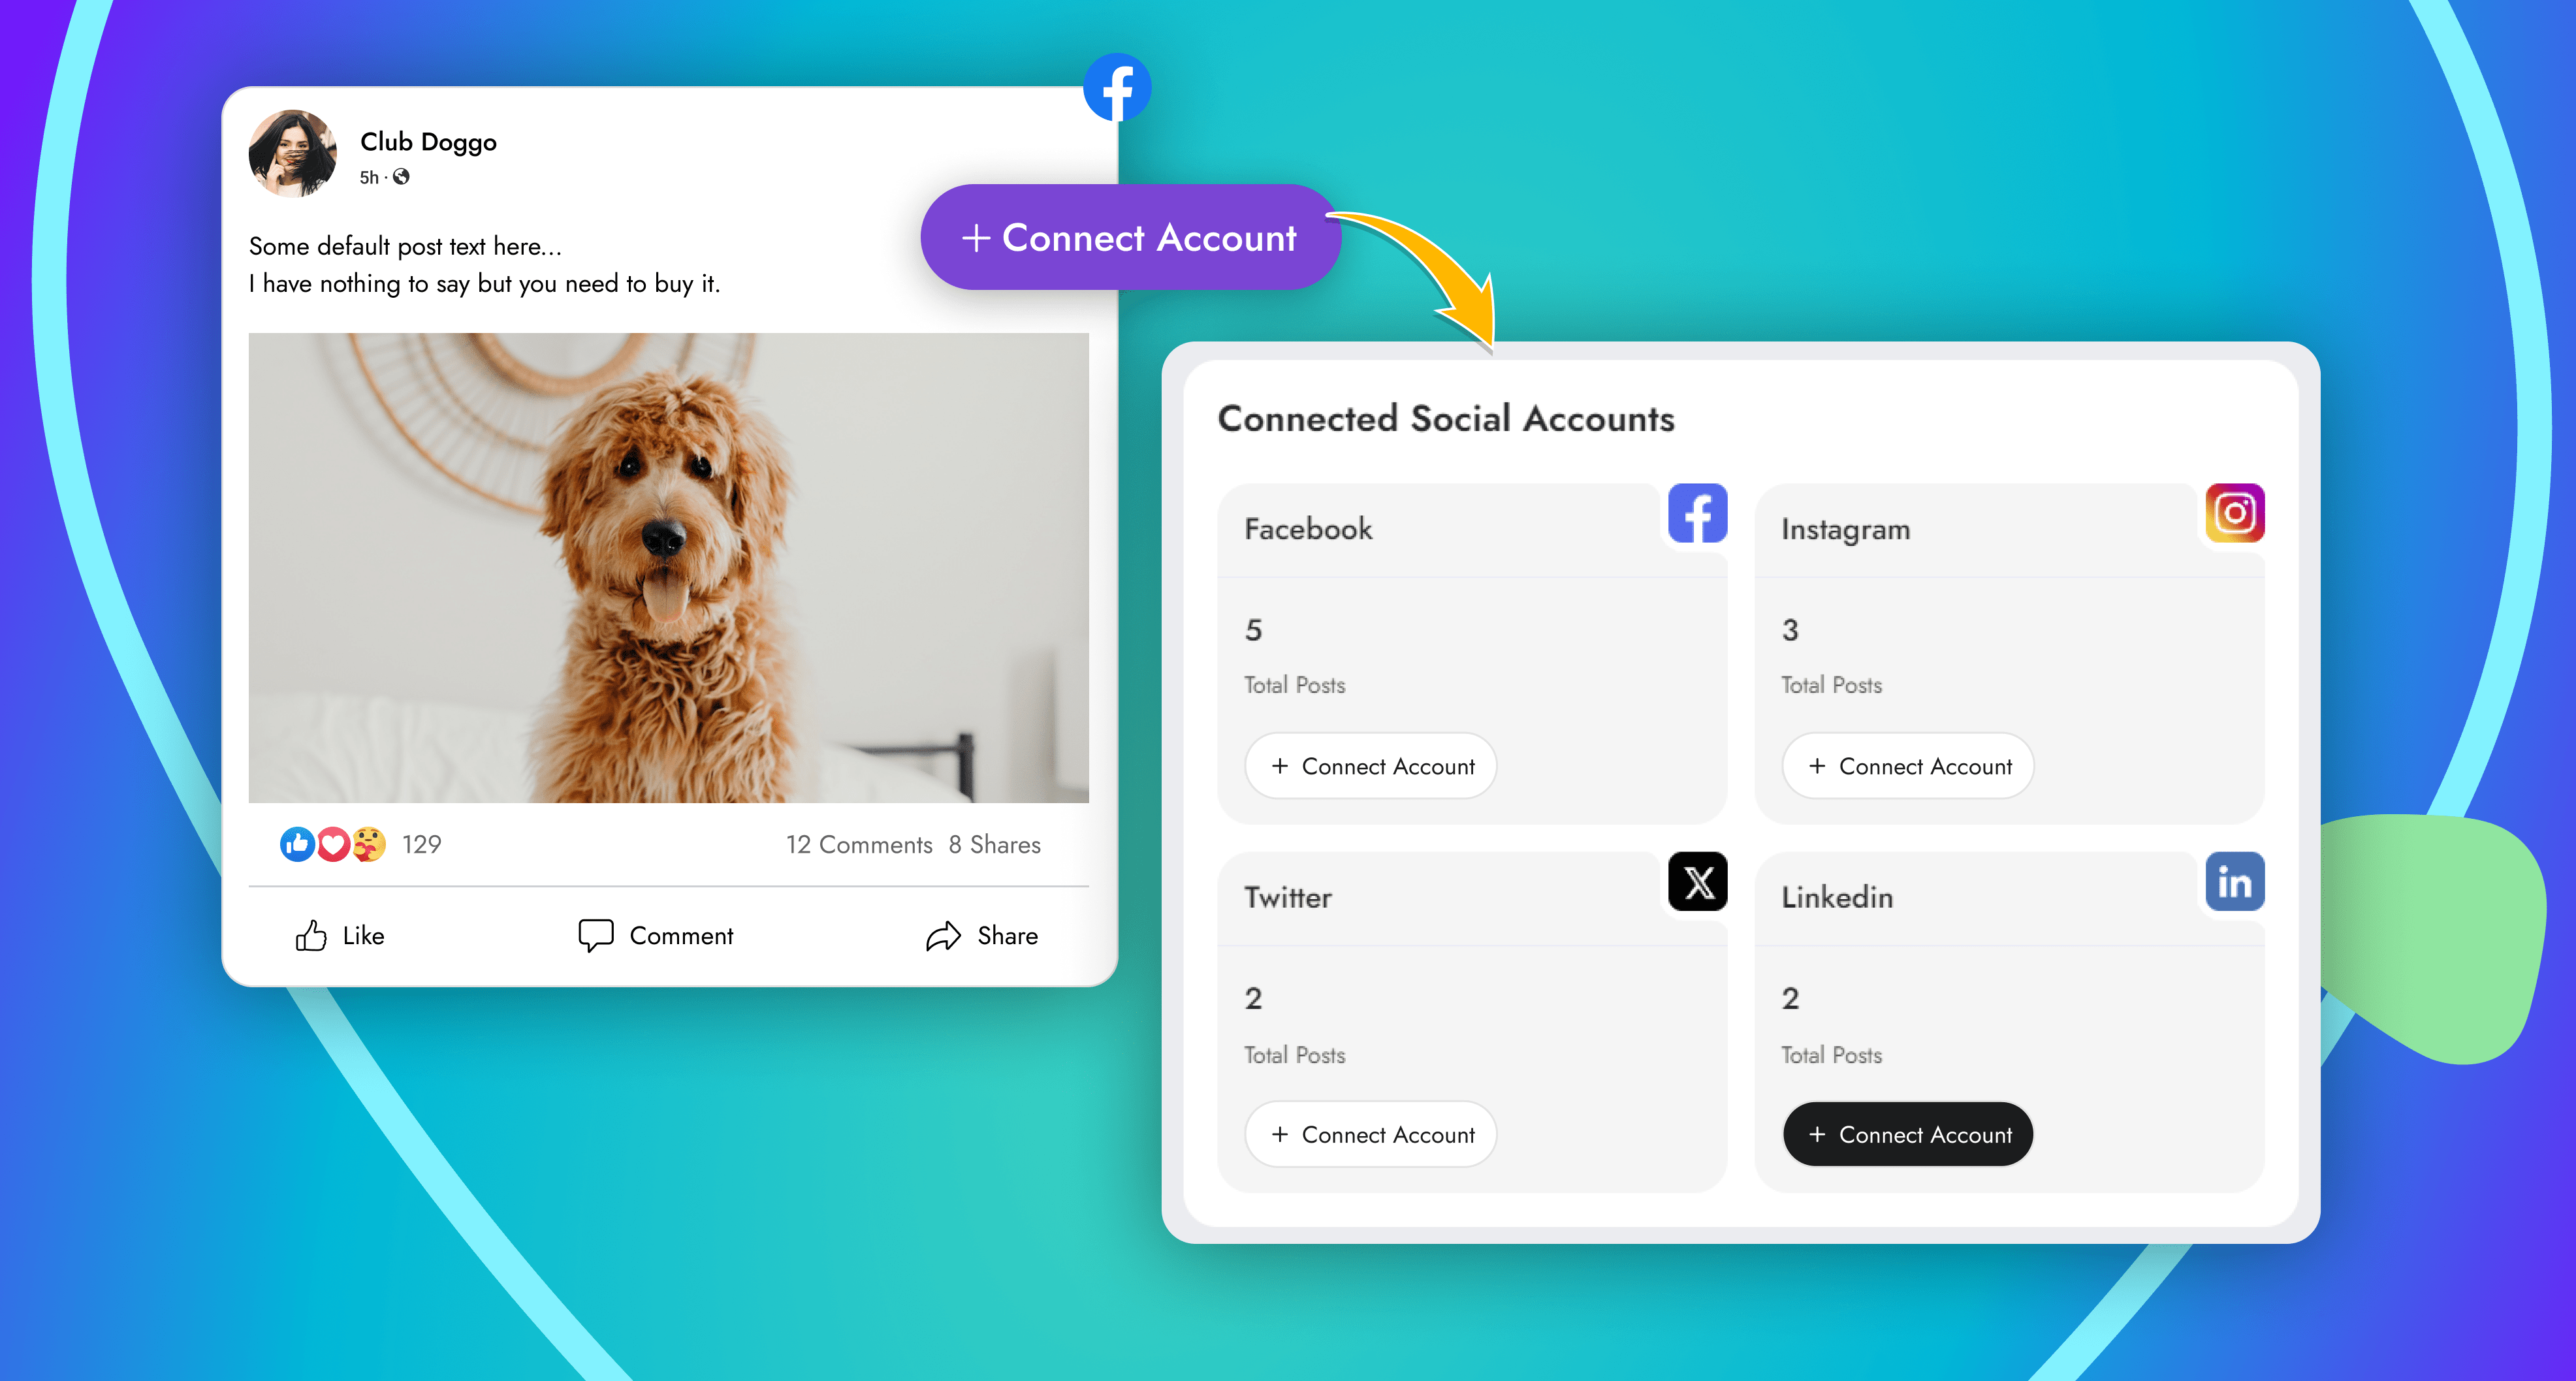 Club Doggo
5h ·
Some default post text here...
I have nothing to say but you need to buy it.
129
12 Comments 8 Shares
Like
Comment
Share
+ Connect Account
Connected Social Accounts
Facebook
5
Total Posts
+ Connect Account
Instagram
3
Total Posts
+ Connect Account
Twitter
2
Total Posts
+ Connect Account
Linkedin
in
2
Total Posts
+ Connect Account